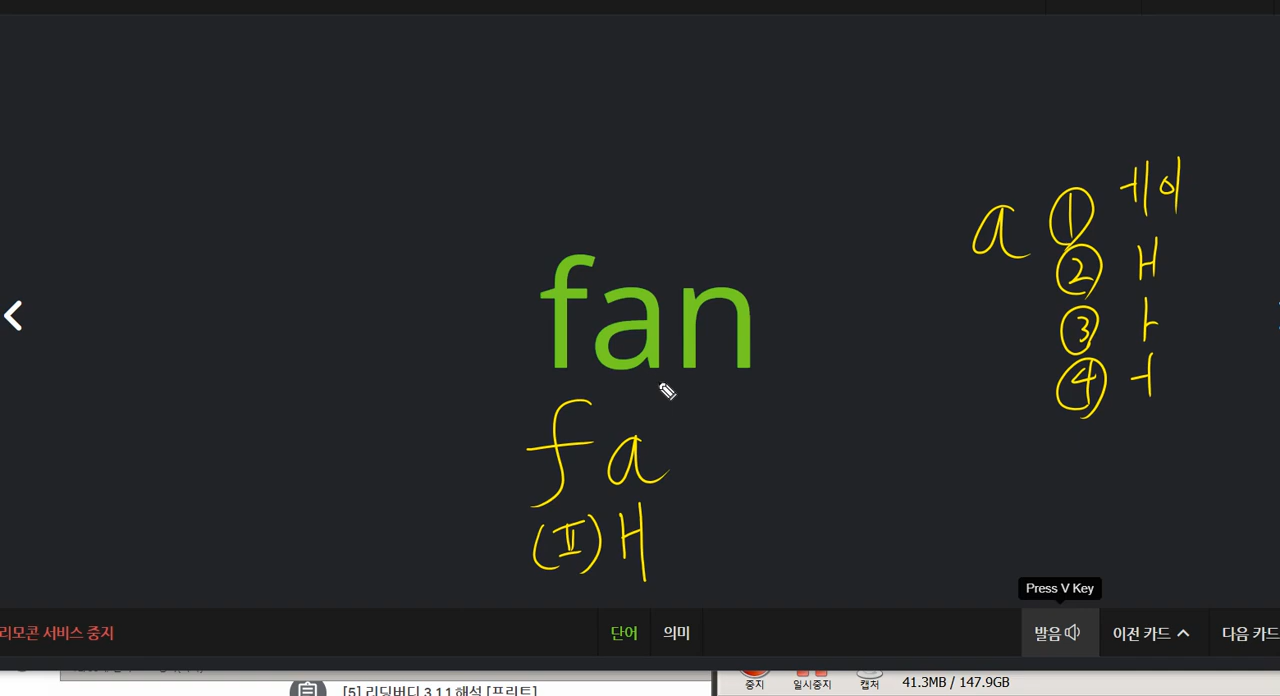 fan
a ① ㅔ이
② ㅐ
③ ㅏ
④ ㅓ
fa
(ㅍ)ㅐ
Press V Key
리모콘 서비스 중지 단어 의미 발음 이전 카드 다음 카드
[5] 리딩버디 3.1.1 해설 [프리트] 중지 일시중지 캡처 41.3MB / 147.9GB